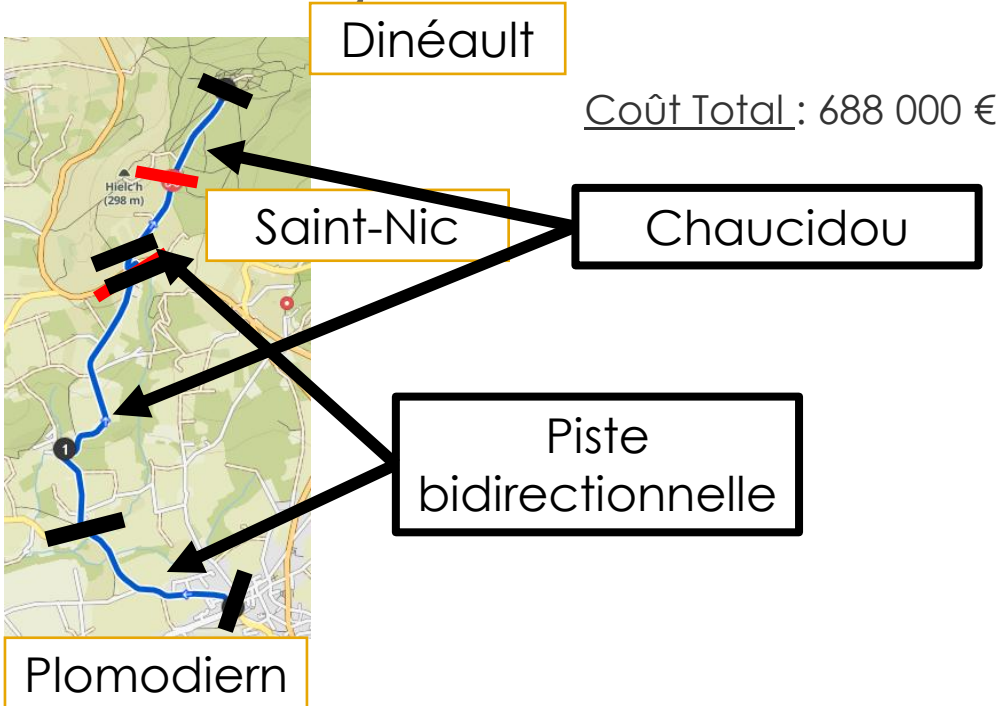 Dinéault
Coût Total : 688 000 €
Hielc'h
(298 m)
Saint-Nic
Chaucidou
1
Piste
bidirectionnelle
Plomodiern